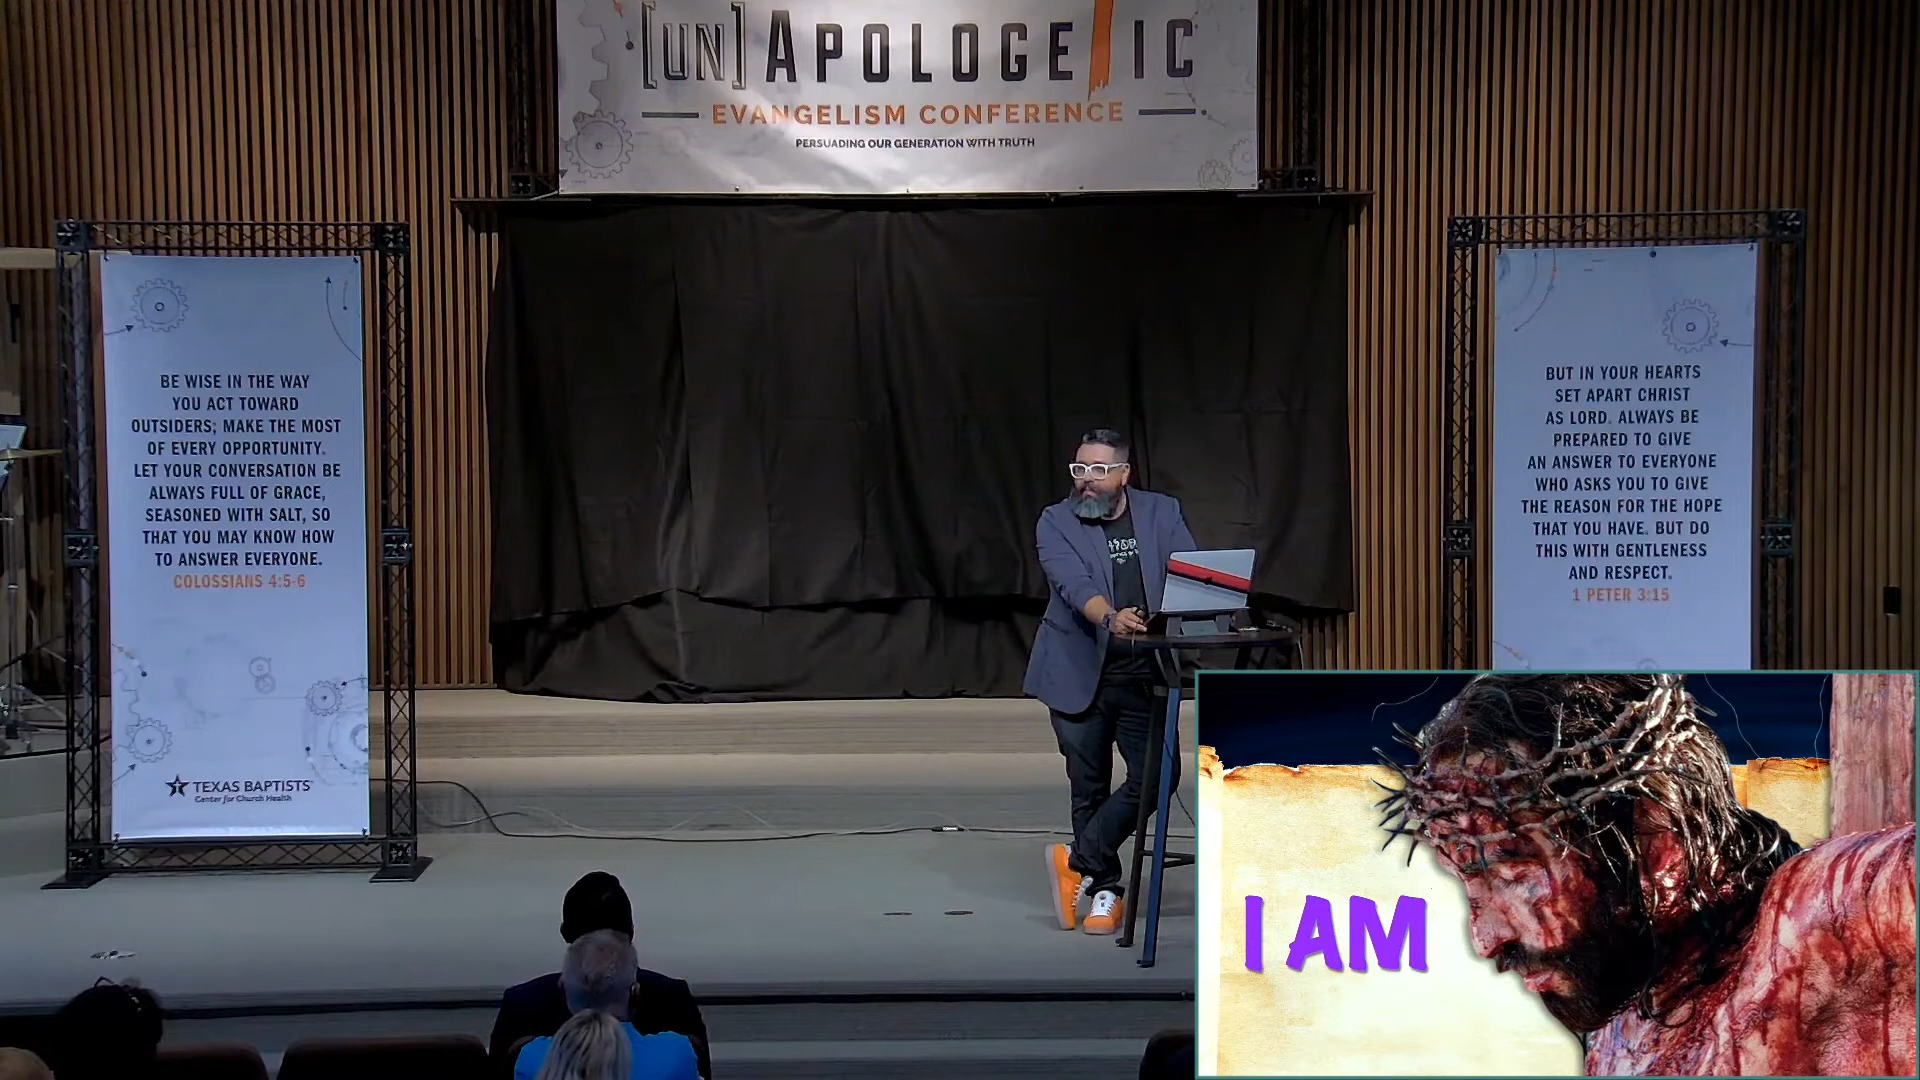 [UN]APOLOGETIC
EVANGELISM CONFERENCE
PERSUADING OUR GENERATION WITH TRUTH
BE WISE IN THE WAY
YOU ACT TOWARD
OUTSIDERS; MAKE THE MOST
OF EVERY OPPORTUNITY.
LET YOUR CONVERSATION BE
ALWAYS FULL OF GRACE,
SEASONED WITH SALT, SO
THAT YOU MAY KNOW HOW
TO ANSWER EVERYONE.
COLOSSIANS 4:5-6
TEXAS BAPTISTS
Center for Church Health
BUT IN YOUR HEARTS
SET APART CHRIST
AS LORD. ALWAYS BE
PREPARED TO GIVE
AN ANSWER TO EVERYONE
WHO ASKS YOU TO GIVE
THE REASON FOR THE HOPE
THAT YOU HAVE. BUT DO
THIS WITH GENTLENESS
AND RESPECT.
1 PETER 3:15
I AM